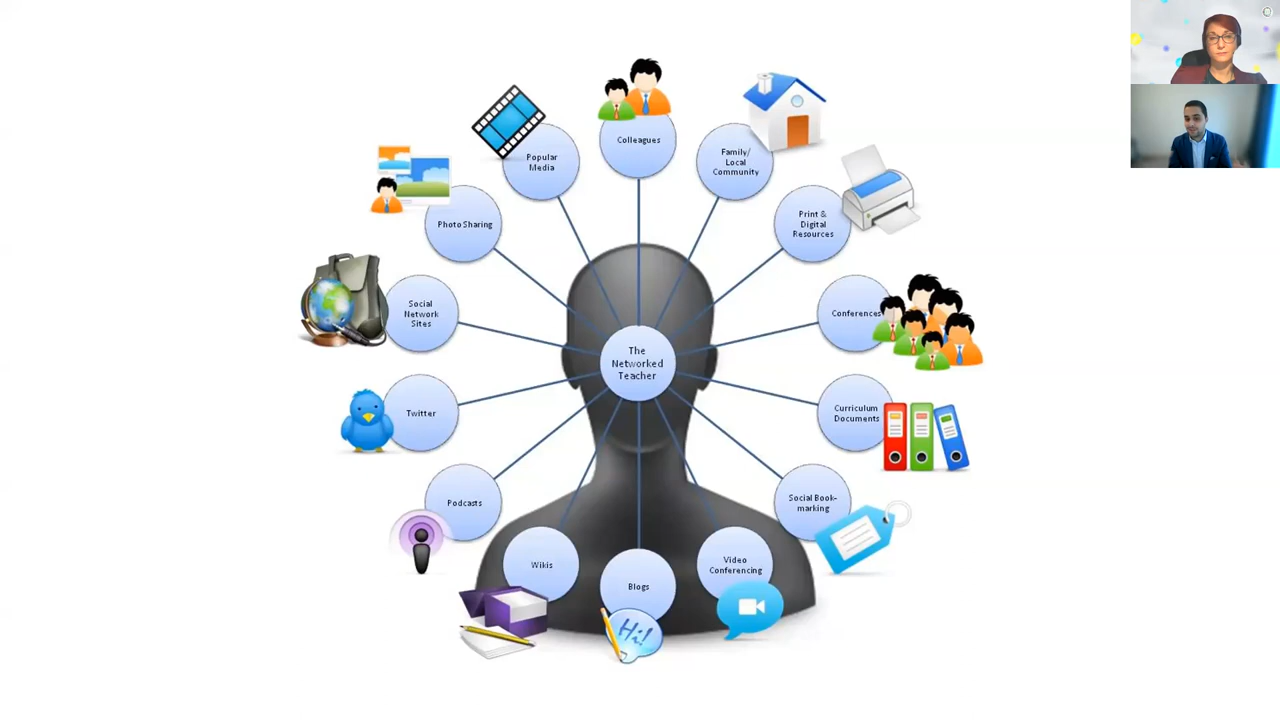 Colleagues
Family/
Local
Community
Print &
Digital
Resources
Conferences
Curriculum
Documents
Social Book-
marking
Video
Conferencing
Blogs
Hi!
Wikis
Podcasts
Twitter
Social
Network
Sites
Photo Sharing
Popular
Media
The
Networked
Teacher